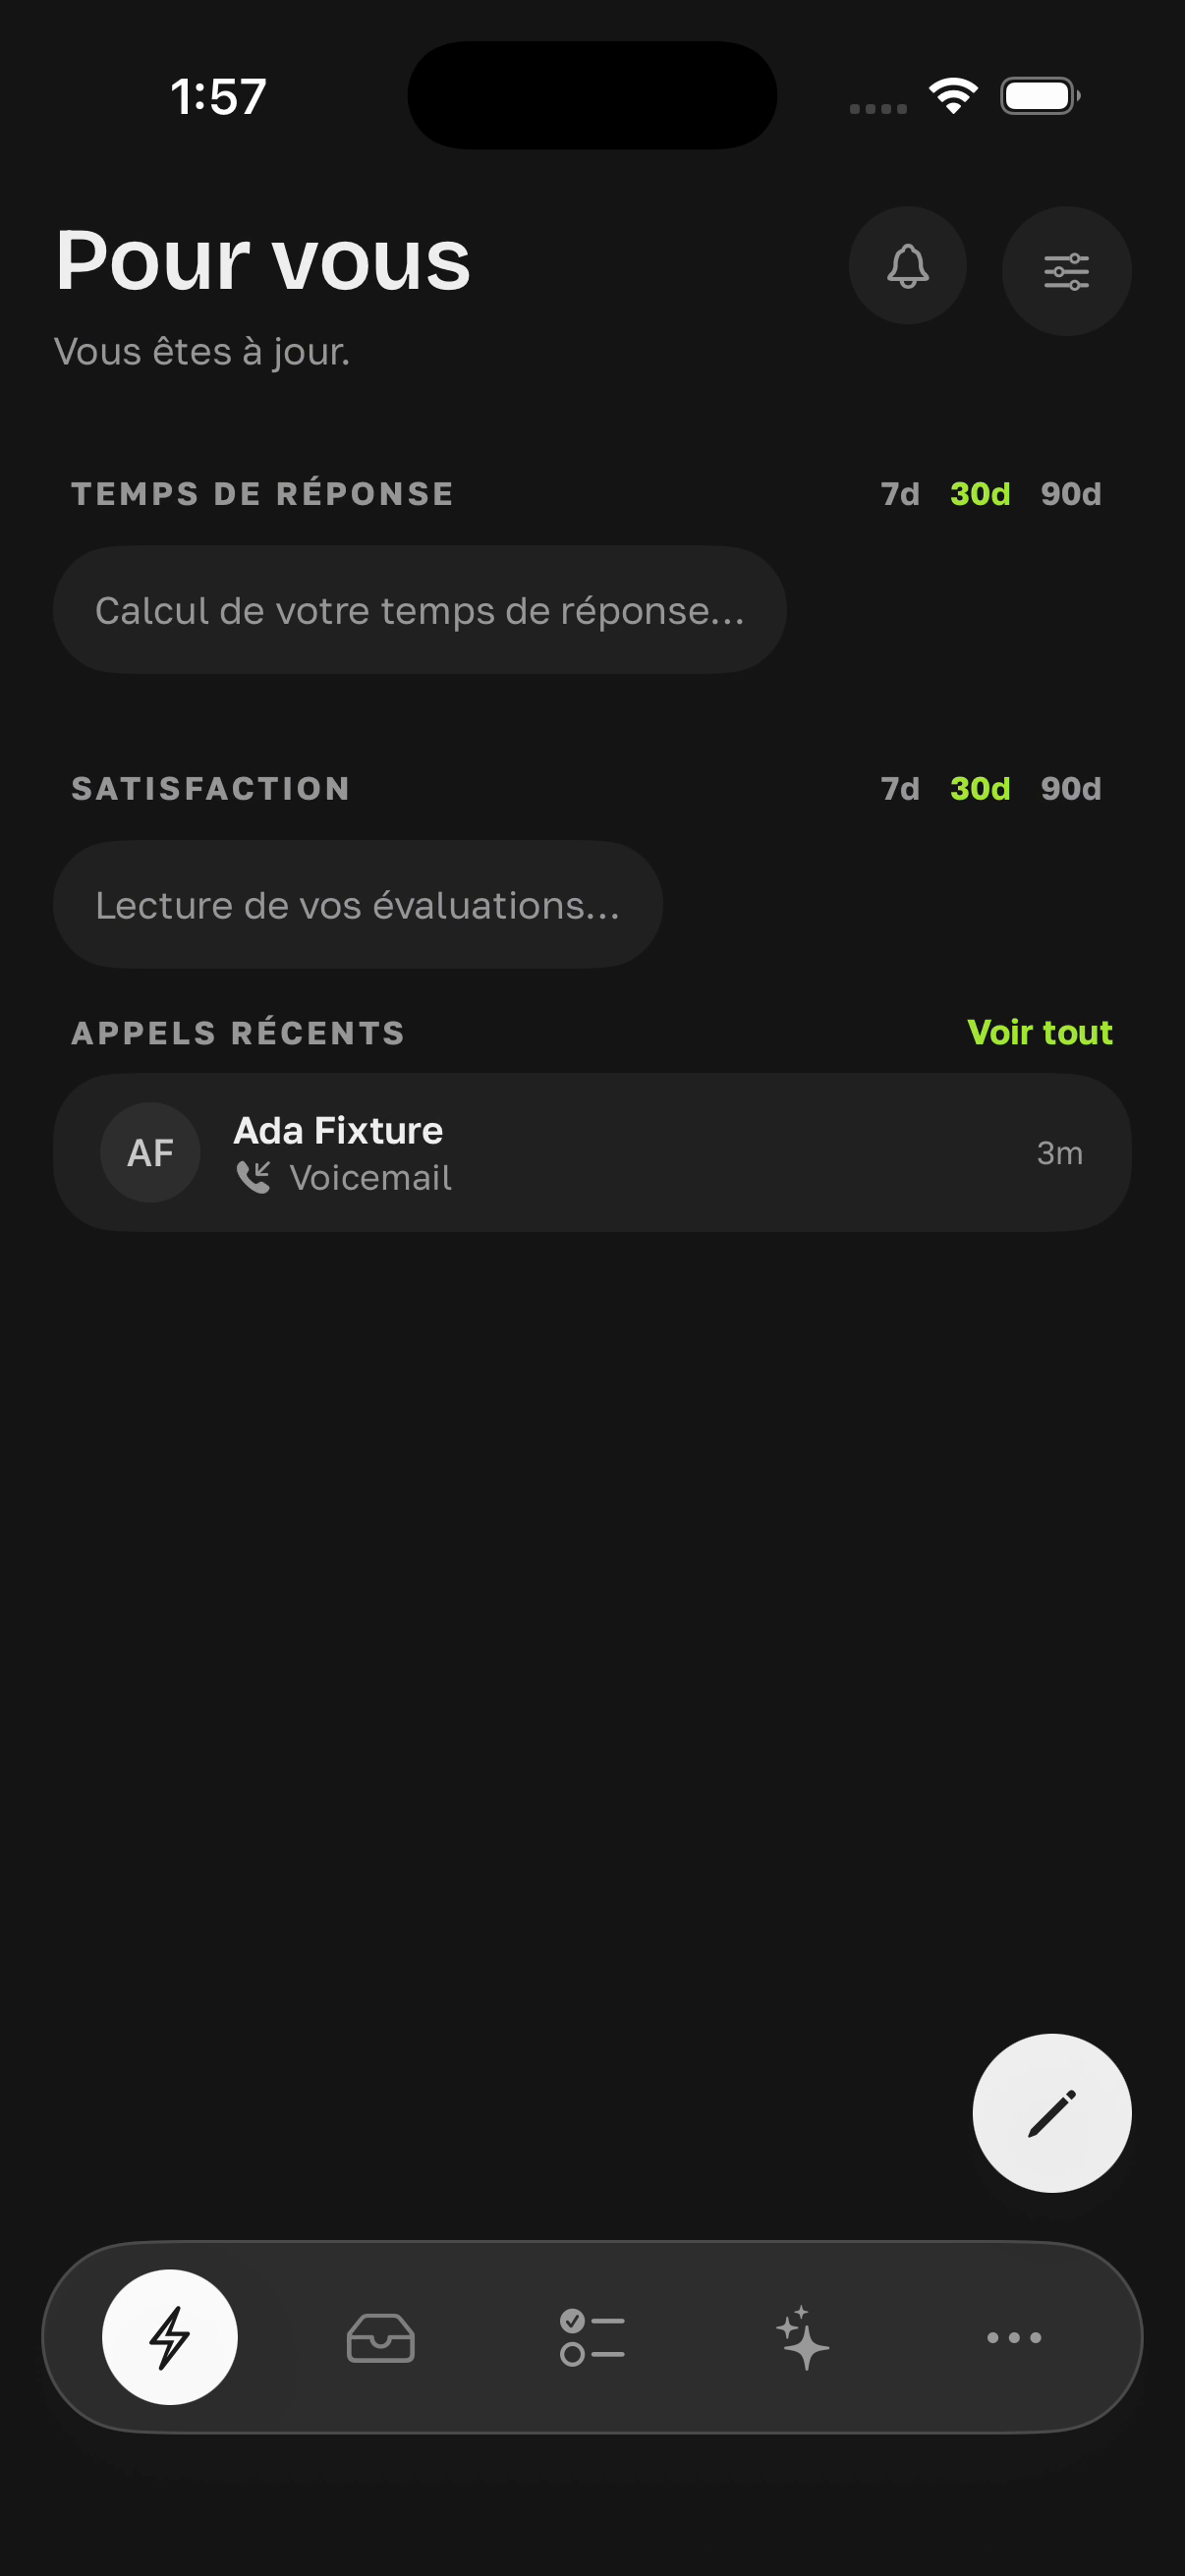 1:57
Pour vous
Vous êtes à jour.
TEMPS DE RÉPONSE 7d 30d 90d
Calcul de votre temps de réponse...
SATISFACTION 7d 30d 90d
Lecture de vos évaluations...
APPELS RÉCENTS Voir tout
AF Ada Fixture
Voicemail 3m